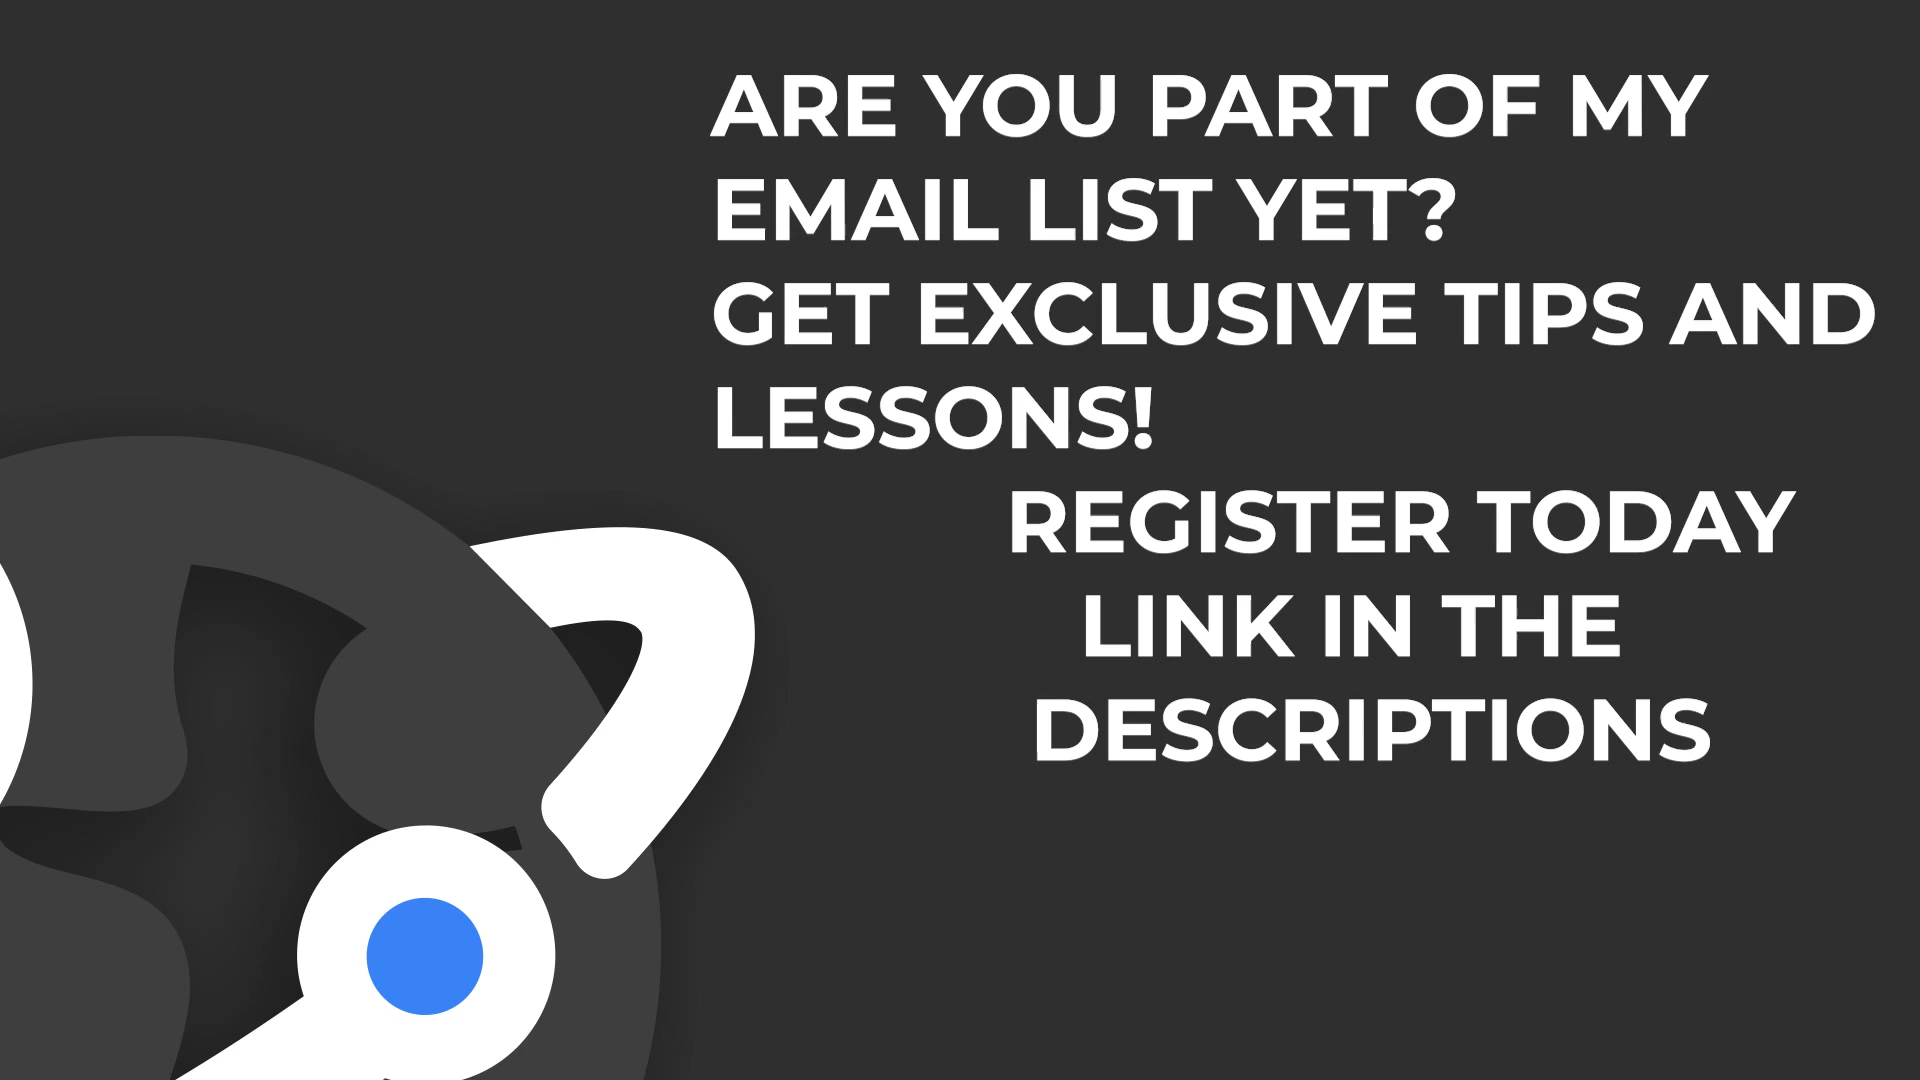 ARE YOU PART OF MY
EMAIL LIST YET?
GET EXCLUSIVE TIPS AND
LESSONS!
REGISTER TODAY
LINK IN THE
DESCRIPTIONS